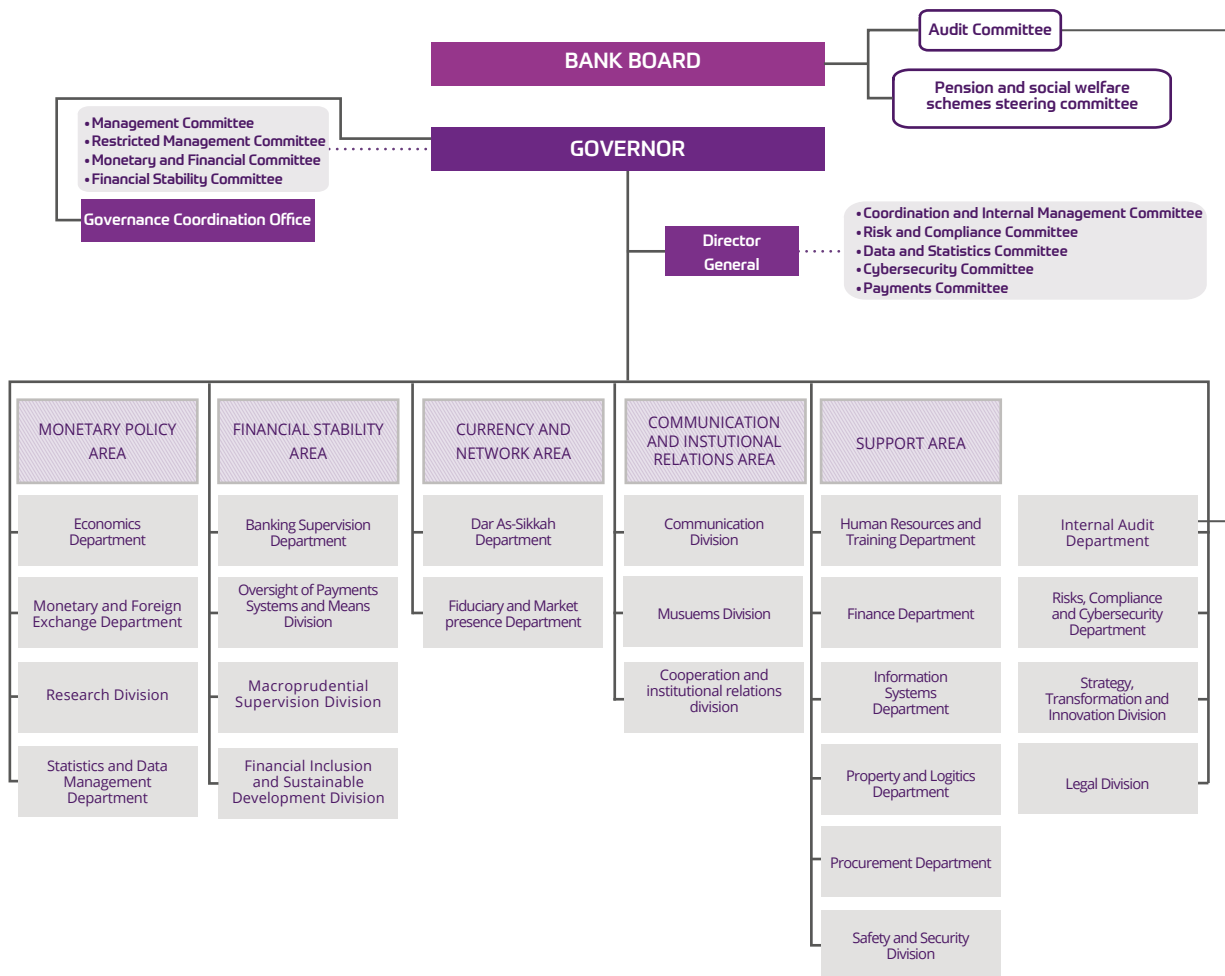 Audit Committee
BANK BOARD
Pension and social welfare
schemes steering committee
• Management Committee
• Restricted Management Committee
• Monetary and Financial Committee
• Financial Stability Committee
GOVERNOR
Governance Coordination Office
Director
General
• Coordination and Internal Management Committee
• Risk and Compliance Committee
• Data and Statistics Committee
• Cybersecurity Committee
• Payments Committee
MONETARY POLICY
AREA
Economics
Department
Monetary and Foreign
Exchange Department
Research Division
Statistics and Data
Management
Department
FINANCIAL STABILITY
AREA
Banking Supervision
Department
Oversight of Payments
Systems and Means
Division
Macroprudential
Supervision Division
Financial Inclusion
and Sustainable
Development Division
CURRENCY AND
NETWORK AREA
Dar As-Sikkah
Department
Fiduciary and Market
presence Department
COMMUNICATION
AND INSTUTIONAL
RELATIONS AREA
Communication
Division
Musuems Division
Cooperation and
institutional relations
division
SUPPORT AREA
Human Resources and
Training Department
Finance Department
Information
Systems
Department
Property and Logitics
Department
Procurement Department
Safety and Security
Division
Internal Audit
Department
Risks, Compliance
and Cybersecurity
Department
Strategy,
Transformation and
Innovation Division
Legal Division